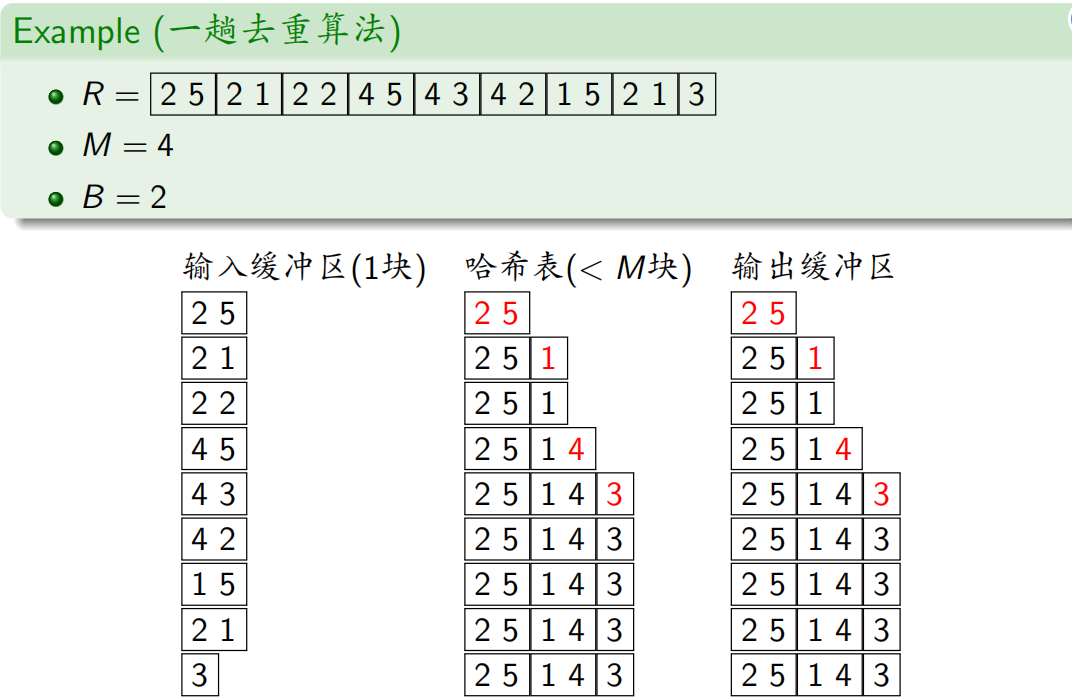 Example (一趟去重算法)
R = 2 5 2 1 2 2 4 5 4 3 4 2 1 5 2 1 3
M = 4
B = 2
输入缓冲区(1块) 哈希表(< M块) 输出缓冲区
2 5 2 5 2 5
2 1 2 5 1 2 5 1
2 2 2 5 1 2 5 1
4 5 2 5 1 4 2 5 1 4
4 3 2 5 1 4 3 2 5 1 4 3
4 2 2 5 1 4 3 2 5 1 4 3
1 5 2 5 1 4 3 2 5 1 4 3
2 1 2 5 1 4 3 2 5 1 4 3
3 2 5 1 4 3 2 5 1 4 3